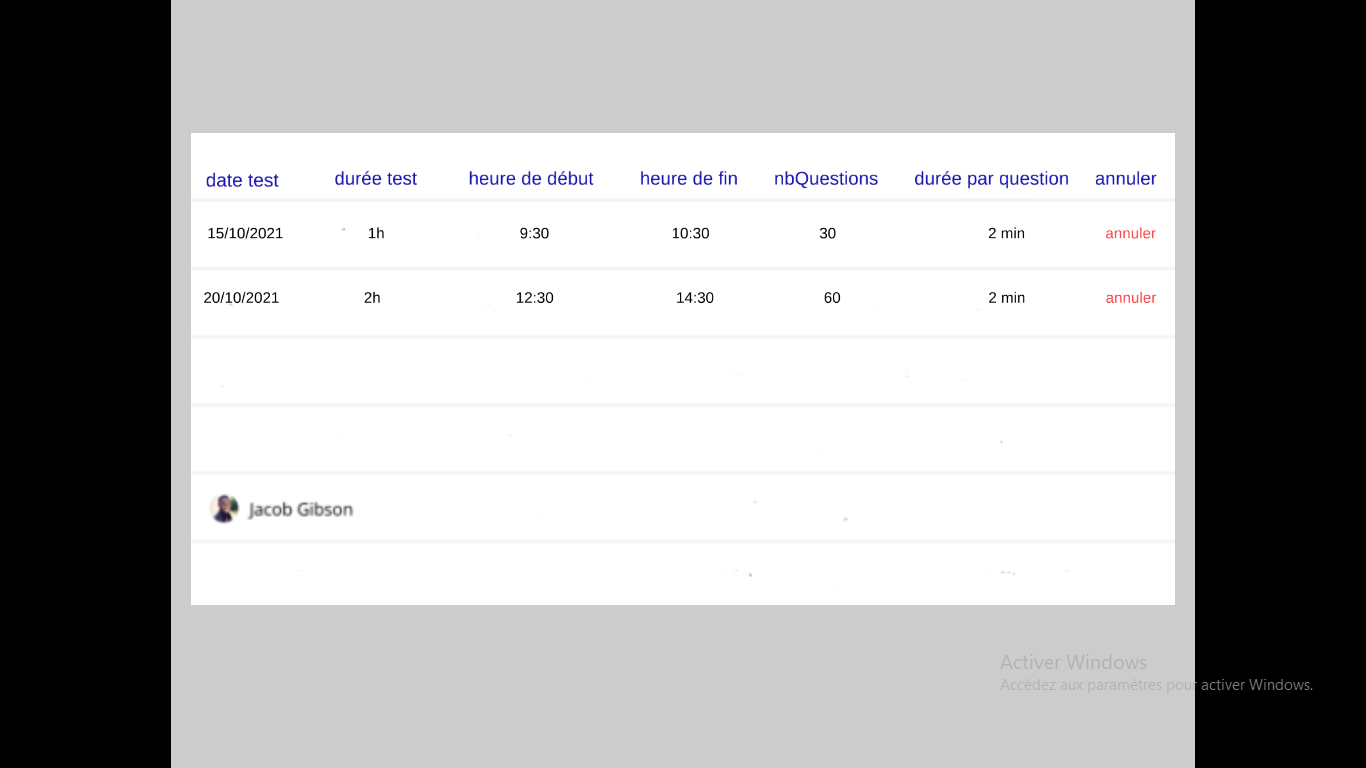 date test durée test heure de début heure de fin nbQuestions durée par question annuler
15/10/2021 1h 9:30 10:30 30 2 min annuler
20/10/2021 2h 12:30 14:30 60 2 min annuler
Jacob Gibson
Activer Windows
Accédez aux paramètres pour activer Windows.